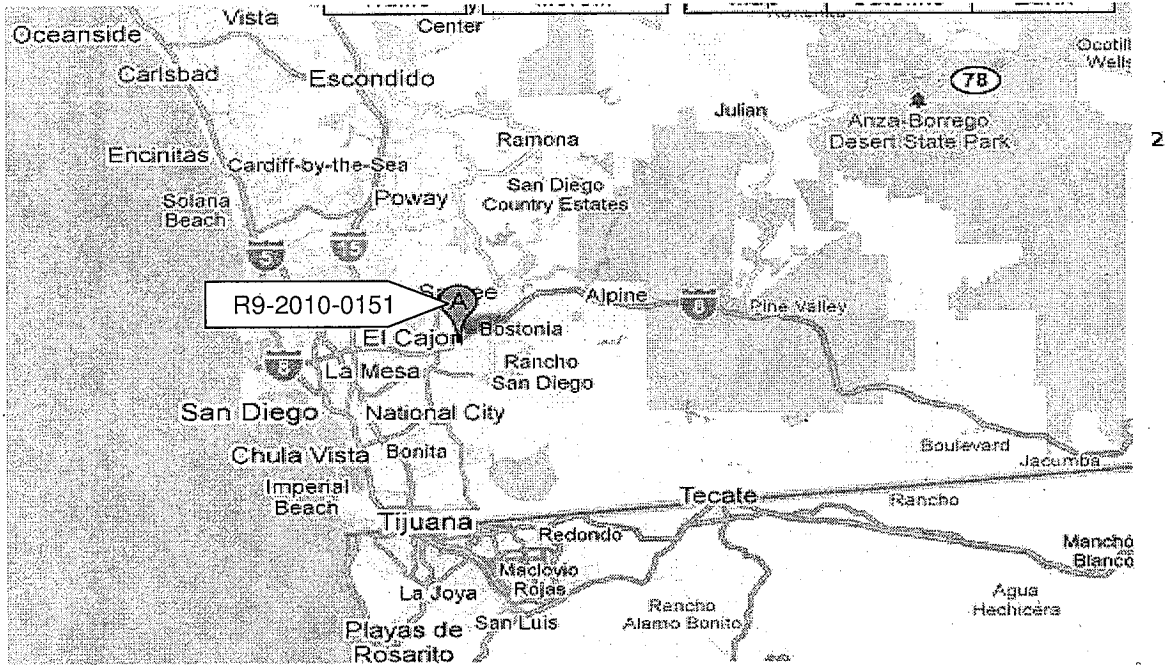 Vista
Center
Oceanside
Carlsbad
Escondido
78
Julian
Anza-Borrego
Desert State Park
Ramona
2
Encinitas
Cardiff-by-the-Sea
San Diego
Country Estates
Solana
Beach
Poway
5
15
R9-2010-0151
A
Alpine
8
Pine Valley
El Cajon
Bostonia
8
La Mesa
Rancho
San Diego
San Diego
National City
Chula Vista
Bonita
Boulevard
Jacumba
Imperial
Beach
Tecate
Rancho
Tijuana
Redondo
Mancho
Blanco
Maclovio
Rojas
La Joya
Rancho
Alamo Bonito
Agua
Hechicera
San Luis
Playas de
Rosarito